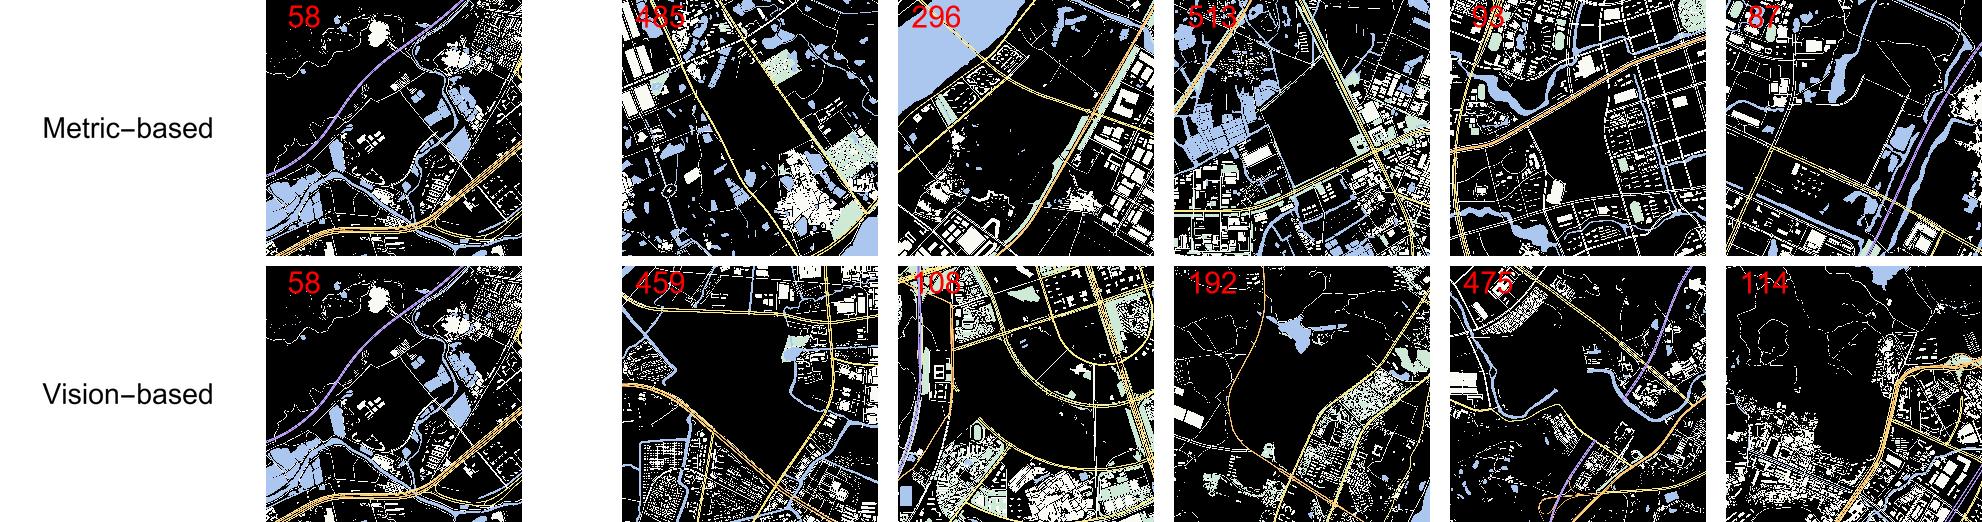 58 485 296 513 93 87
Metric−based
58 459 108 192 475 114
Vision−based